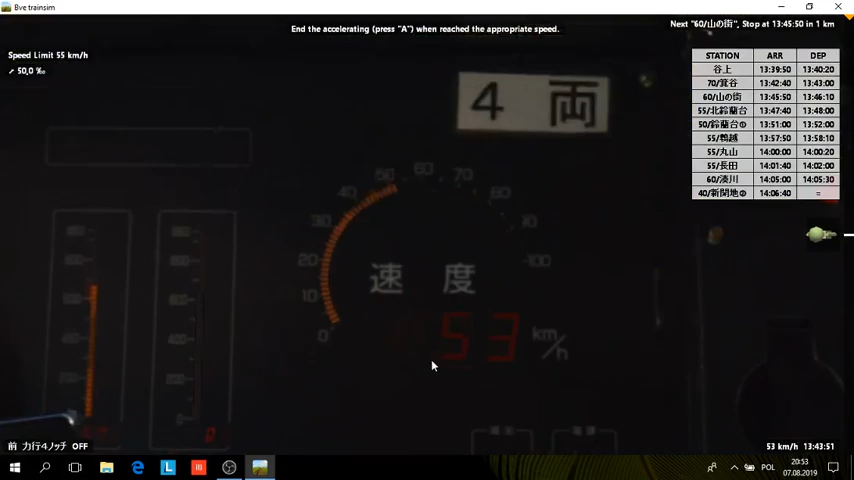 Bve trainsim
End the accelerating (press "A") when reached the appropriate speed.
Next "60/山の街", Stop at 13:45:50 in 1 km
Speed Limit 55 km/h
50,0 ‰
4 両
STATION ARR DEP
谷上 13:39:50 13:40:20
70/箕谷 13:42:40 13:43:00
60/山の街 13:45:50 13:46:10
55/北鈴蘭台 13:47:40 13:48:00
50/鈴蘭台① 13:51:00 13:52:00
55/鵯越 13:57:50 13:58:10
55/丸山 14:00:00 14:00:20
55/長田 14:01:40 14:02:00
60/湊川 14:05:00 14:05:30
40/新開地② 14:06:40 =
0 10 20 30 40 50 60 70 80 90 100
速 度
53 km/h
0
前 力行4ノッチ OFF
53 km/h 13:43:51
L
POL
20:53
07.08.2019